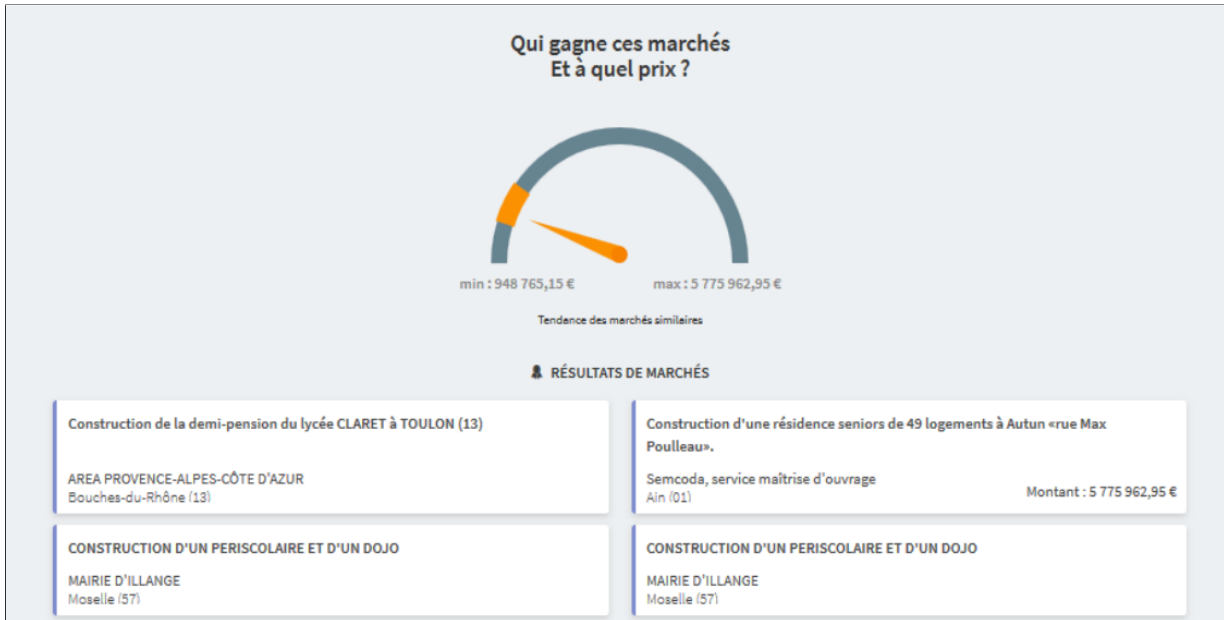 Qui gagne ces marchés
Et à quel prix ?
min : 948 765,15 €
max : 5 775 962,95 €
Tendance des marchés similaires
RÉSULTATS DE MARCHÉS
Construction de la demi-pension du lycée CLARET à TOULON (13)
AREA PROVENCE-ALPES-CÔTE D'AZUR
Bouches-du-Rhône (13)
Construction d'une résidence seniors de 49 logements à Autun «rue Max
Poulleau».
Semcoda, service maîtrise d'ouvrage
Ain (01)
Montant : 5 775 962,95 €
CONSTRUCTION D'UN PERISCOLAIRE ET D'UN DOJO
MAIRIE D'ILLANGE
Moselle (57)
CONSTRUCTION D'UN PERISCOLAIRE ET D'UN DOJO
MAIRIE D'ILLANGE
Moselle (57)